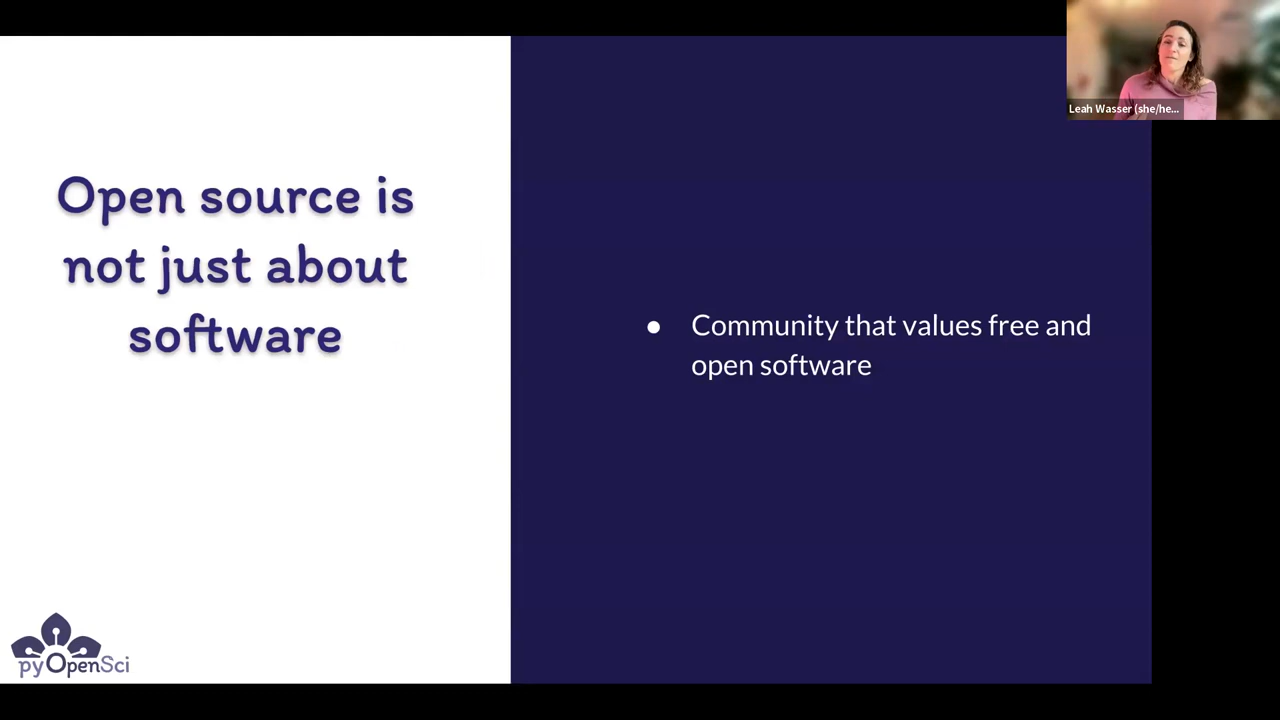 Leah Wasser (she/he...
Open source is
not just about
software
● Community that values free and
open software
pyOpenSci